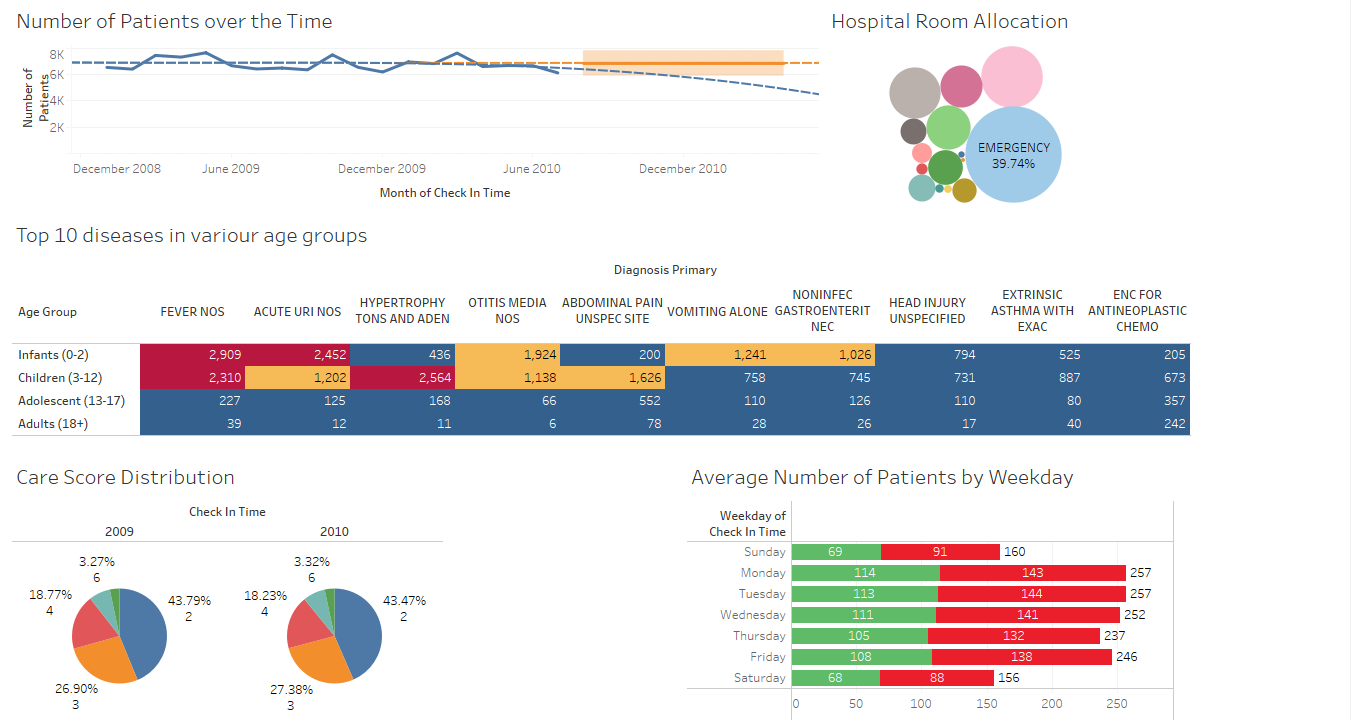 Number of Patients over the Time
Number of
Patients
8K
6K
4K
2K
December 2008 June 2009 December 2009 June 2010 December 2010
Month of Check In Time
Hospital Room Allocation
EMERGENCY
39.74%
Top 10 diseases in variour age groups
Diagnosis Primary
Age Group FEVER NOS ACUTE URI NOS HYPERTROPHY TONS AND ADEN OTITIS MEDIA NOS ABDOMINAL PAIN UNSPEC SITE VOMITING ALONE NONINFEC GASTROENTERIT NEC HEAD INJURY UNSPECIFIED EXTRINSIC ASTHMA WITH EXAC ENC FOR ANTINEOPLASTIC CHEMO
Infants (0-2) 2,909 2,452 436 1,924 200 1,241 1,026 794 525 205
Children (3-12) 2,310 1,202 2,564 1,138 1,626 758 745 731 887 673
Adolescent (13-17) 227 125 168 66 552 110 126 110 80 357
Adults (18+) 39 12 11 6 78 28 26 17 40 242
Care Score Distribution
Check In Time
2009 2010
3.27%
6
18.77%
4
43.79%
2
26.90%
3
3.32%
6
18.23%
4
43.47%
2
27.38%
3
Average Number of Patients by Weekday
Weekday of
Check In Time
Sunday 69 91 160
Monday 114 143 257
Tuesday 113 144 257
Wednesday 111 141 252
Thursday 105 132 237
Friday 108 138 246
Saturday 68 88 156
0 50 100 150 200 250